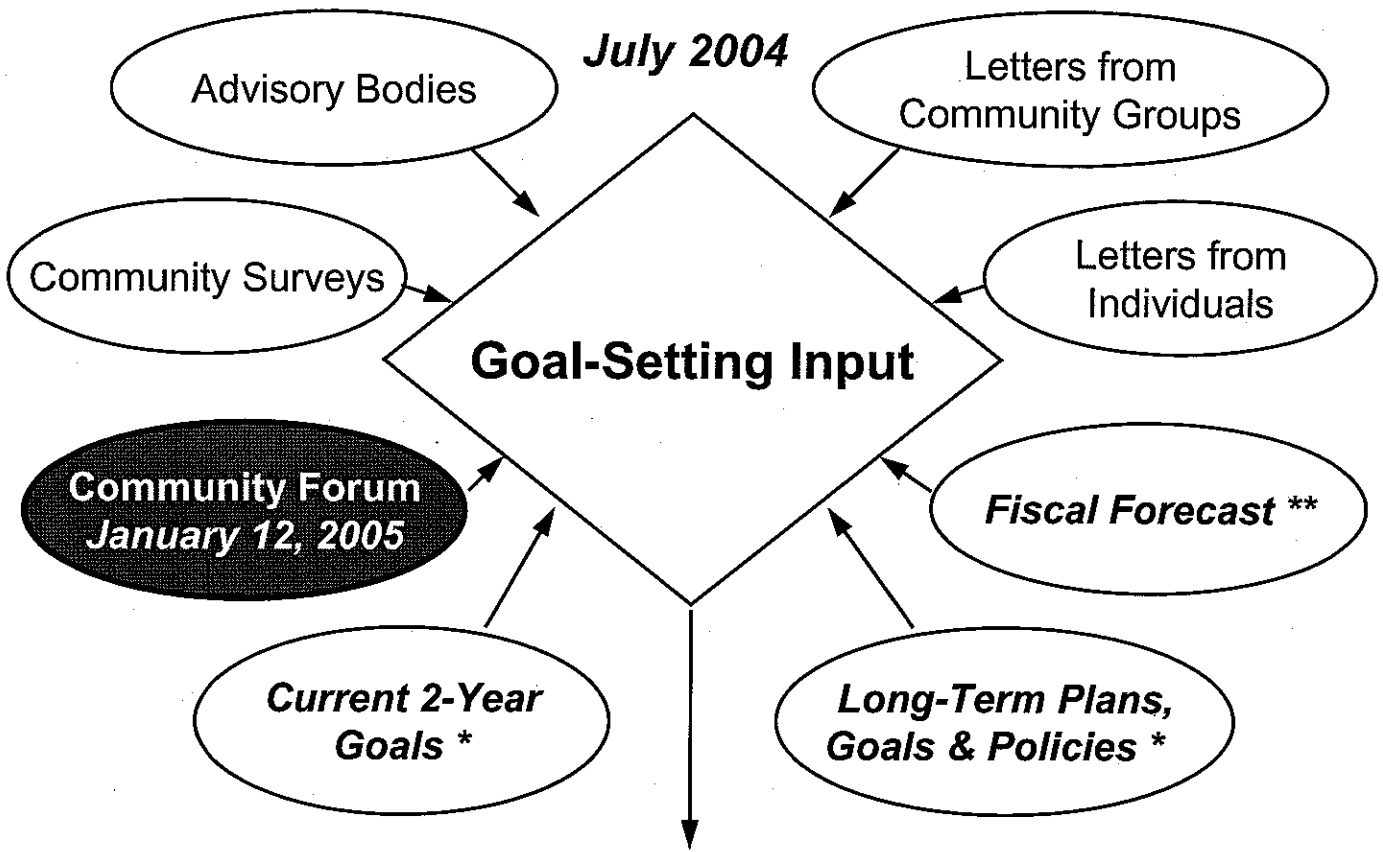 July 2004
Advisory Bodies
Letters from
Community Groups
Community Surveys
Letters from
Individuals
Goal-Setting Input
Community Forum
January 12, 2005
Fiscal Forecast **
Current 2-Year
Goals *
Long-Term Plans,
Goals & Policies *